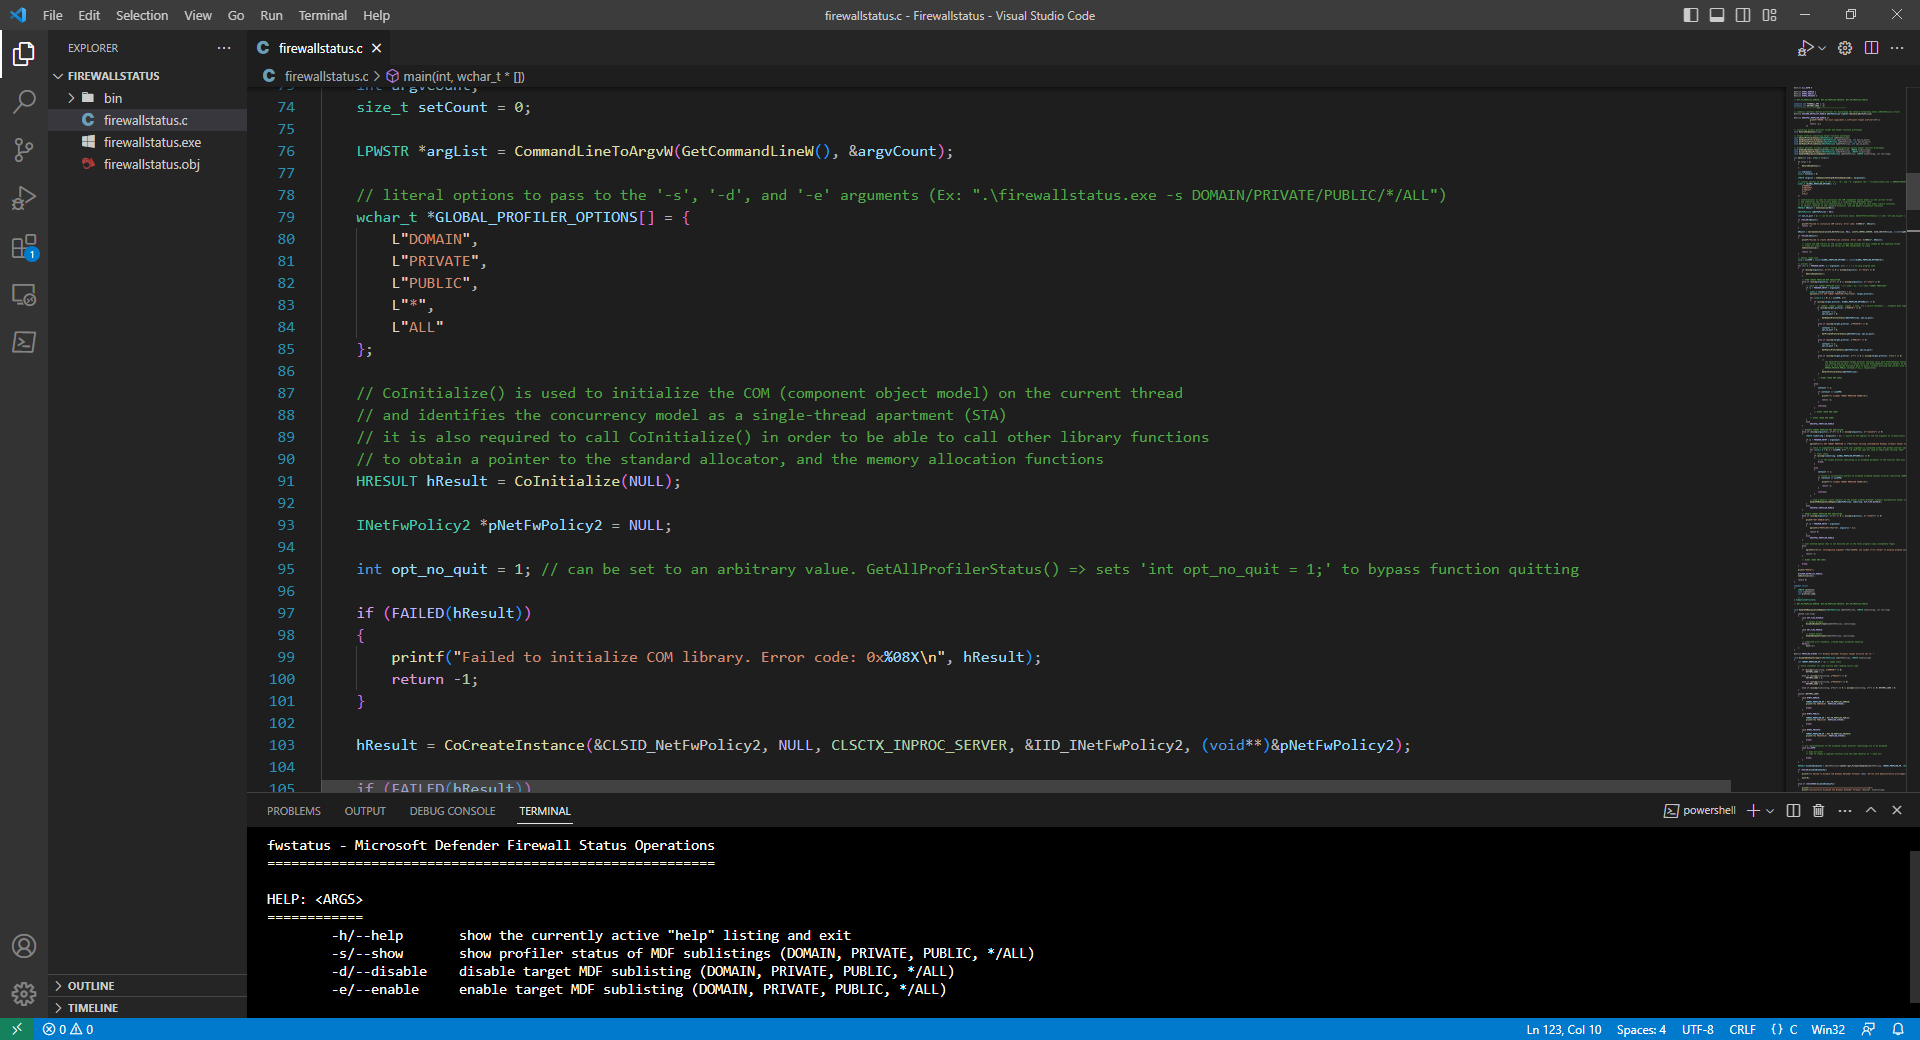 File Edit Selection View Go Run Terminal Help
firewallstatus.c - Firewallstatus - Visual Studio Code
EXPLORER
FIREWALLSTATUS
bin
firewallstatus.c
firewallstatus.exe
firewallstatus.obj
1
OUTLINE
TIMELINE
firewallstatus.c
firewallstatus.c > main(int, wchar_t * [])
73 int argvCount;
74 size_t setCount = 0;
75
76 LPWSTR *argList = CommandLineToArgvW(GetCommandLineW(), &argvCount);
77
78 // literal options to pass to the '-s', '-d', and '-e' arguments (Ex: ".\firewallstatus.exe -s DOMAIN/PRIVATE/PUBLIC/*/ALL")
79 wchar_t *GLOBAL_PROFILER_OPTIONS[] = {
80 L"DOMAIN",
81 L"PRIVATE",
82 L"PUBLIC",
83 L"*",
84 L"ALL"
85 };
86
87 // CoInitialize() is used to initialize the COM (component object model) on the current thread
88 // and identifies the concurrency model as a single-thread apartment (STA)
89 // it is also required to call CoInitialize() in order to be able to call other library functions
90 // to obtain a pointer to the standard allocator, and the memory allocation functions
91 HRESULT hResult = CoInitialize(NULL);
92
93 INetFwPolicy2 *pNetFwPolicy2 = NULL;
94
95 int opt_no_quit = 1; // can be set to an arbitrary value. GetAllProfilerStatus() => sets 'int opt_no_quit = 1;' to bypass function quitting
96
97 if (FAILED(hResult))
98 {
99 printf("Failed to initialize COM library. Error code: 0x%08X\n", hResult);
100 return -1;
101 }
102
103 hResult = CoCreateInstance(&CLSID_NetFwPolicy2, NULL, CLSCTX_INPROC_SERVER, &IID_INetFwPolicy2, (void**)&pNetFwPolicy2);
104
105 if (FAILED(hResult))
PROBLEMS OUTPUT DEBUG CONSOLE TERMINAL
powershell
fwstatus - Microsoft Defender Firewall Status Operations
========================================================
HELP: <ARGS>
============
-h/--help show the currently active "help" listing and exit
-s/--show show profiler status of MDF sublistings (DOMAIN, PRIVATE, PUBLIC, */ALL)
-d/--disable disable target MDF sublisting (DOMAIN, PRIVATE, PUBLIC, */ALL)
-e/--enable enable target MDF sublisting (DOMAIN, PRIVATE, PUBLIC, */ALL)
0 0
Ln 123, Col 10 Spaces: 4 UTF-8 CRLF {} C Win32